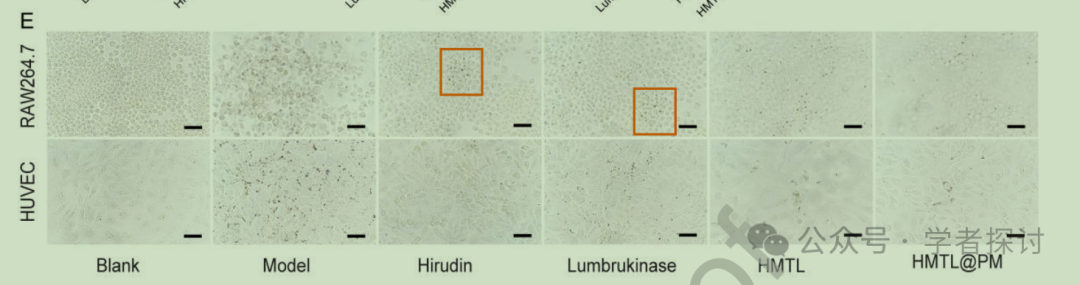 E
RAW264.7
HUVEC
Blank Model Hirudin Lumbrukinase HMTL HMTL@PM
公众号 · 学者探讨